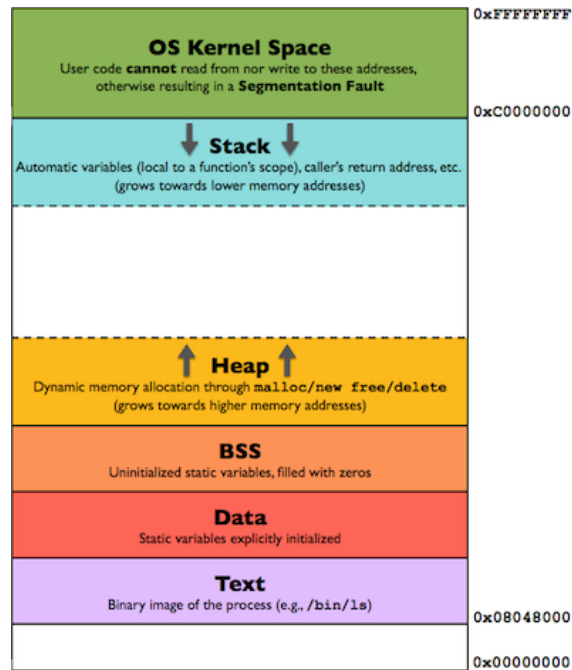 0xFFFFFFFF
OS Kernel Space
User code cannot read from nor write to these addresses,
otherwise resulting in a Segmentation Fault
0xC0000000
Stack
Automatic variables (local to a function's scope), caller's return address, etc.
(grows towards lower memory addresses)
Heap
Dynamic memory allocation through malloc/new free/delete
(grows towards higher memory addresses)
BSS
Uninitialized static variables, filled with zeros
Data
Static variables explicitly initialized
Text
Binary image of the process (e.g., /bin/ls)
0x08048000
0x00000000